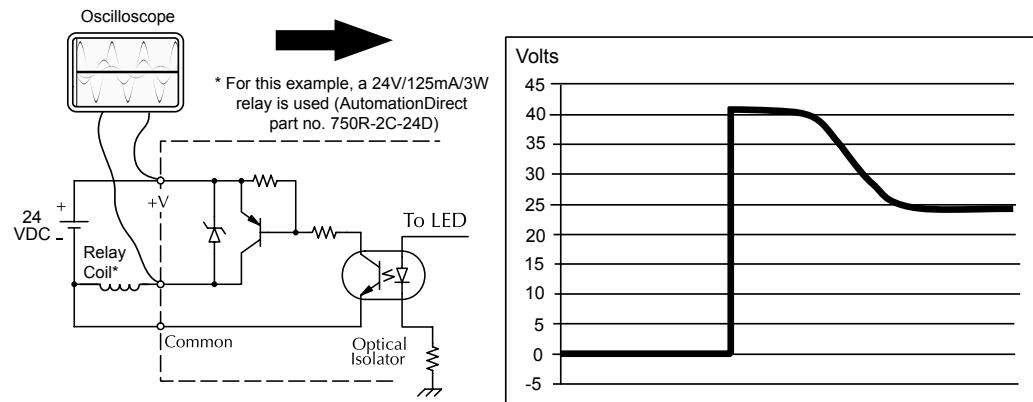 Oscilloscope
* For this example, a 24V/125mA/3W
relay is used (AutomationDirect
part no. 750R-2C-24D)
+
24
VDC
-
+V
Relay
Coil*
To LED
Common
Optical
Isolator
Volts
45
40
35
30
25
20
15
10
5
0
-5